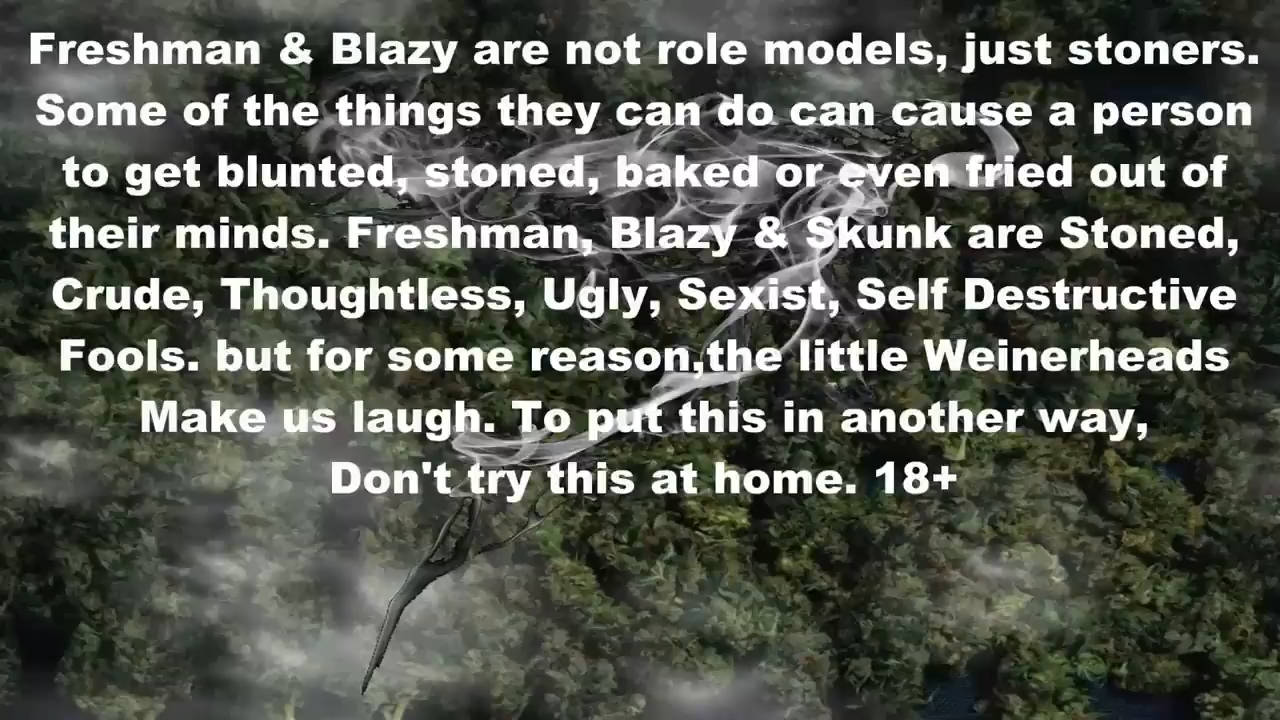 Freshman & Blazy are not role models, just stoners.
Some of the things they can do can cause a person
to get blunted, stoned, baked or even fried out of
their minds. Freshman, Blazy & Skunk are Stoned,
Crude, Thoughtless, Ugly, Sexist, Self Destructive
Fools. but for some reason,the little Weinerheads
Make us laugh. To put this in another way,
Don't try this at home. 18+